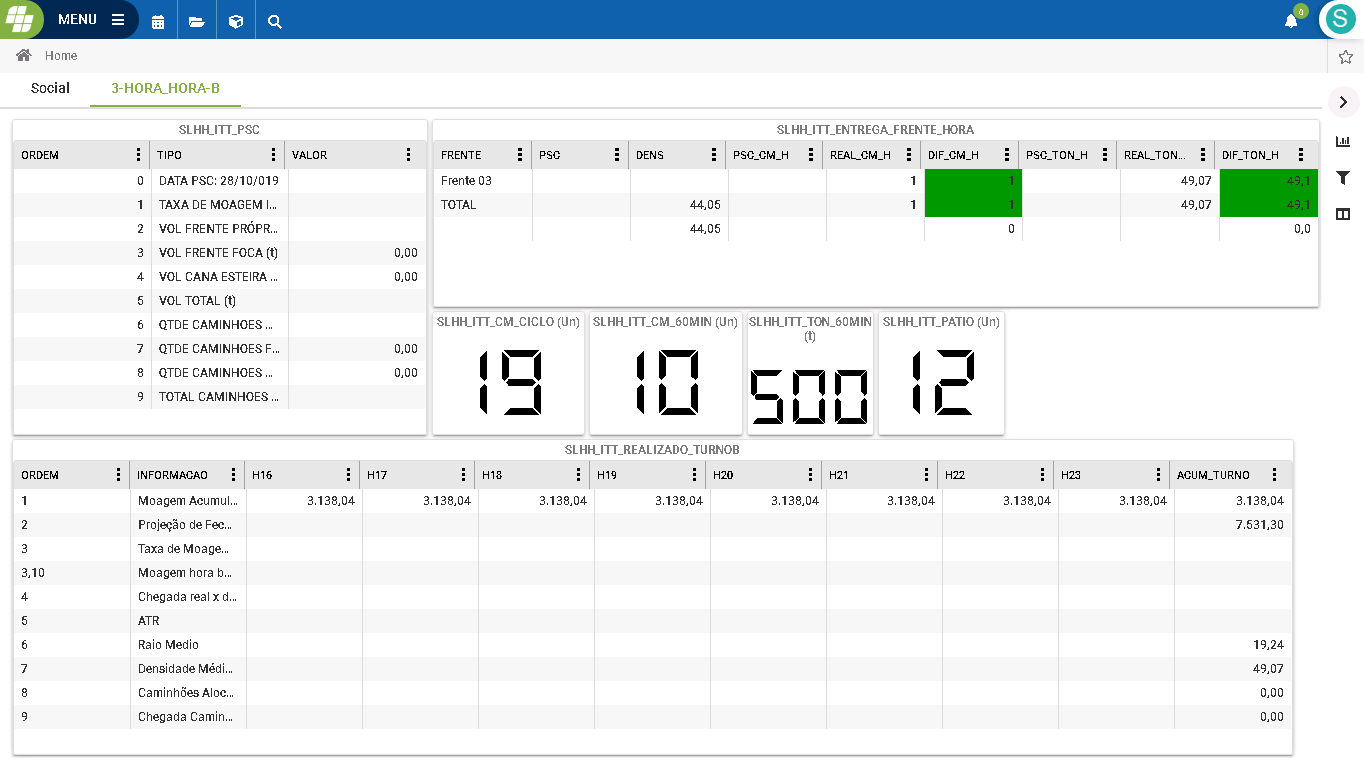 MENU
0
S
Home
Social 3-HORA_HORA-B
SLHH_ITT_PSC
ORDEM TIPO VALOR
0 DATA PSC: 28/10/019
1 TAXA DE MOAGEM I...
2 VOL FRENTE PRÓPR...
3 VOL FRENTE FOCA (t) 0,00
4 VOL CANA ESTEIRA ... 0,00
5 VOL TOTAL (t)
6 QTDE CAMINHOES ...
7 QTDE CAMINHOES F... 0,00
8 QTDE CAMINHOES ... 0,00
9 TOTAL CAMINHOES ...
SLHH_ITT_ENTREGA_FRENTE_HORA
FRENTE PSC DENS PSC_CM_H REAL_CM_H DIF_CM_H PSC_TON_H REAL_TON... DIF_TON_H
Frente 03 1 1 49,07 49,1
TOTAL 44,05 1 1 49,07 49,1
44,05 0 0,0
SLHH_ITT_CM_CICLO (Un)
19
SLHH_ITT_CM_60MIN (Un)
10
SLHH_ITT_TON_60MIN
(t)
500
SLHH_ITT_PATIO (Un)
12
SLHH_ITT_REALIZADO_TURNOB
ORDEM INFORMACAO H16 H17 H18 H19 H20 H21 H22 H23 ACUM_TURNO
1 Moagem Acumul... 3.138,04 3.138,04 3.138,04 3.138,04 3.138,04 3.138,04 3.138,04 3.138,04 3.138,04
2 Projeção de Fec... 7.531,30
3 Taxa de Moage...
3,10 Moagem hora b...
4 Chegada real x d...
5 ATR
6 Raio Medio 19,24
7 Densidade Médi... 49,07
8 Caminhões Aloc... 0,00
9 Chegada Camin... 0,00